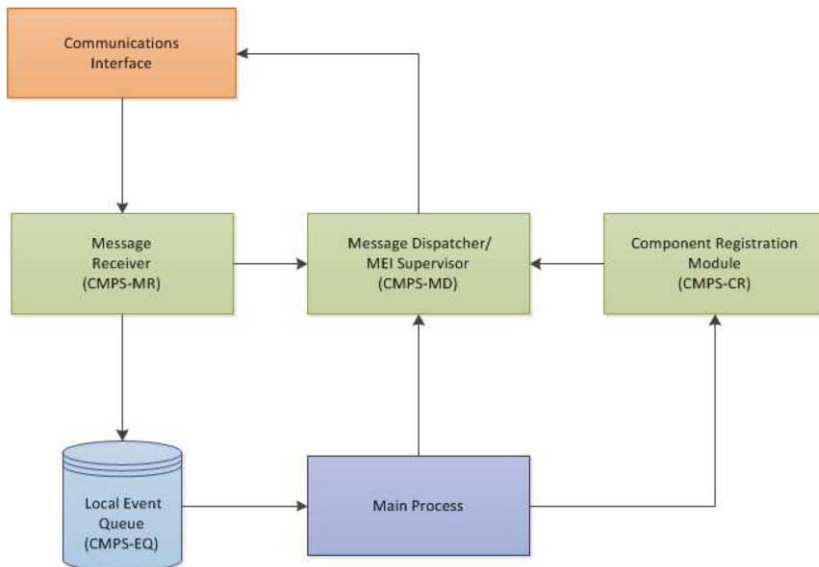 Communications
Interface
Message
Receiver
(CMPS-MR)
Message Dispatcher/
MEI Supervisor
(CMPS-MD)
Component Registration
Module
(CMPS-CR)
Local Event
Queue
(CMPS-EQ)
Main Process